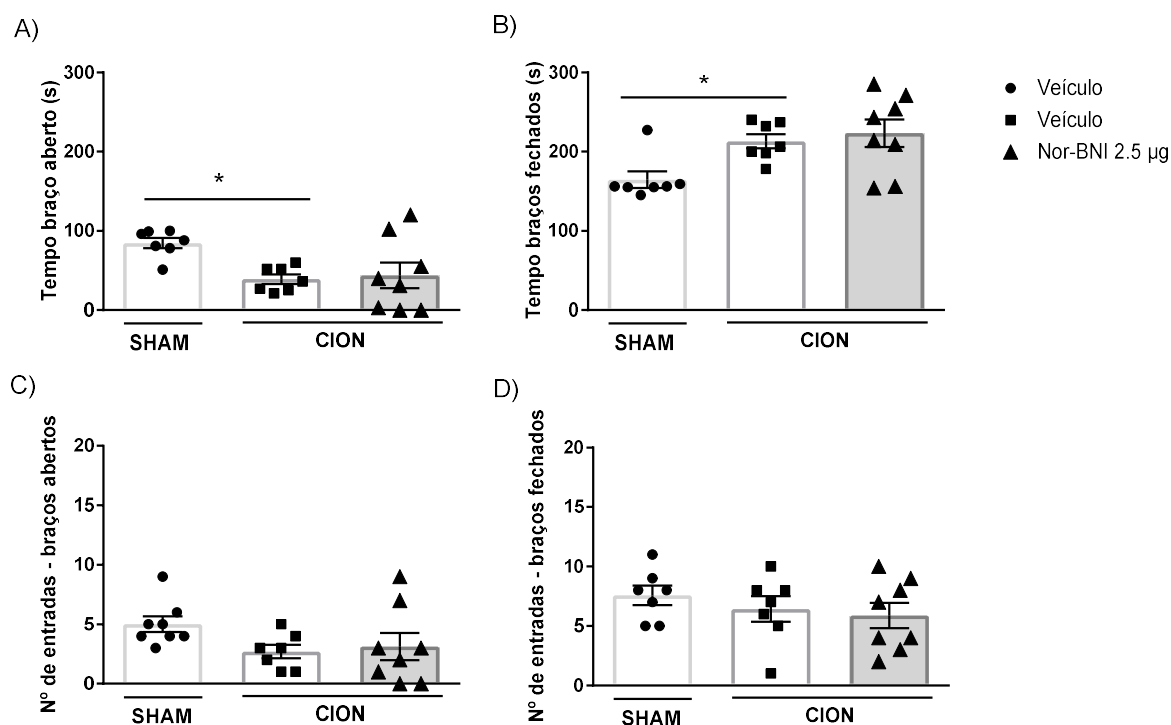 A)
Tempo braço aberto (s)
300
200
100
0
*
SHAM
CION
B)
Tempo braços fechados (s)
300
200
100
0
*
SHAM
CION
Veículo
Veículo
Nor-BNI 2.5 µg
C)
Nº de entradas - braços abertos
20
15
10
5
0
SHAM
CION
D)
Nº de entradas - braços fechados
20
15
10
5
0
SHAM
CION